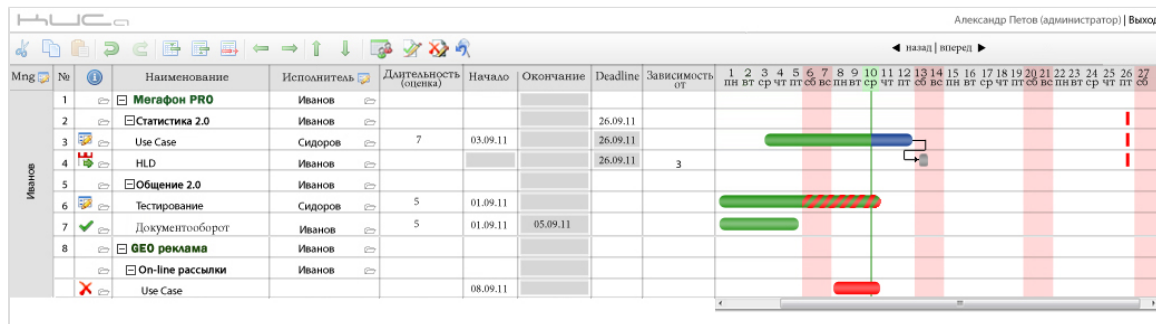 Александр Петов (администратор) | Выход
◄ назад | вперед ►
Mng № Наименование Исполнитель Длительность (оценка) Начало Окончание Deadline Зависимость от 1 2 3 4 5 6 7 8 9 10 11 12 13 14 15 16 17 18 19 20 21 22 23 24 25 26 27
пн вт ср чт пт сб вс пн вт ср чт пт сб вс пн вт ср чт пт сб вс пн вт ср чт пт сб
Иванов
1 Мегафон PRO Иванов
2 Статистика 2.0 Иванов 26.09.11
3 Use Case Сидоров 7 03.09.11 26.09.11
4 HLD Иванов 26.09.11 3
5 Общение 2.0 Иванов
6 Тестирование Сидоров 5 01.09.11
7 Документооборот Иванов 5 01.09.11 05.09.11
8 GEO реклама Иванов
On-line рассылки Иванов
Use Case 08.09.11